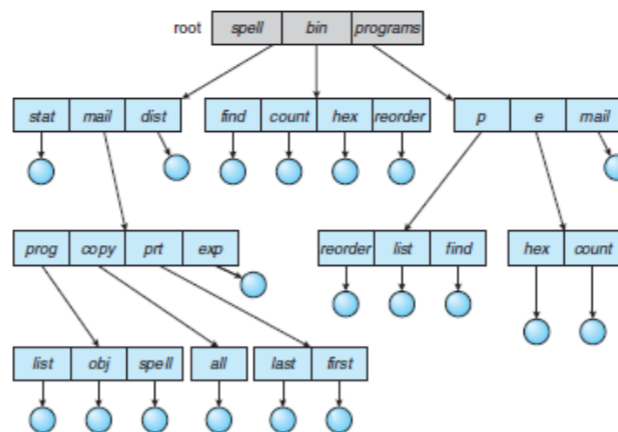 root spell bin programs
stat mail dist find count hex reorder p e mail
prog copy prt exp reorder list find hex count
list obj spell all last first